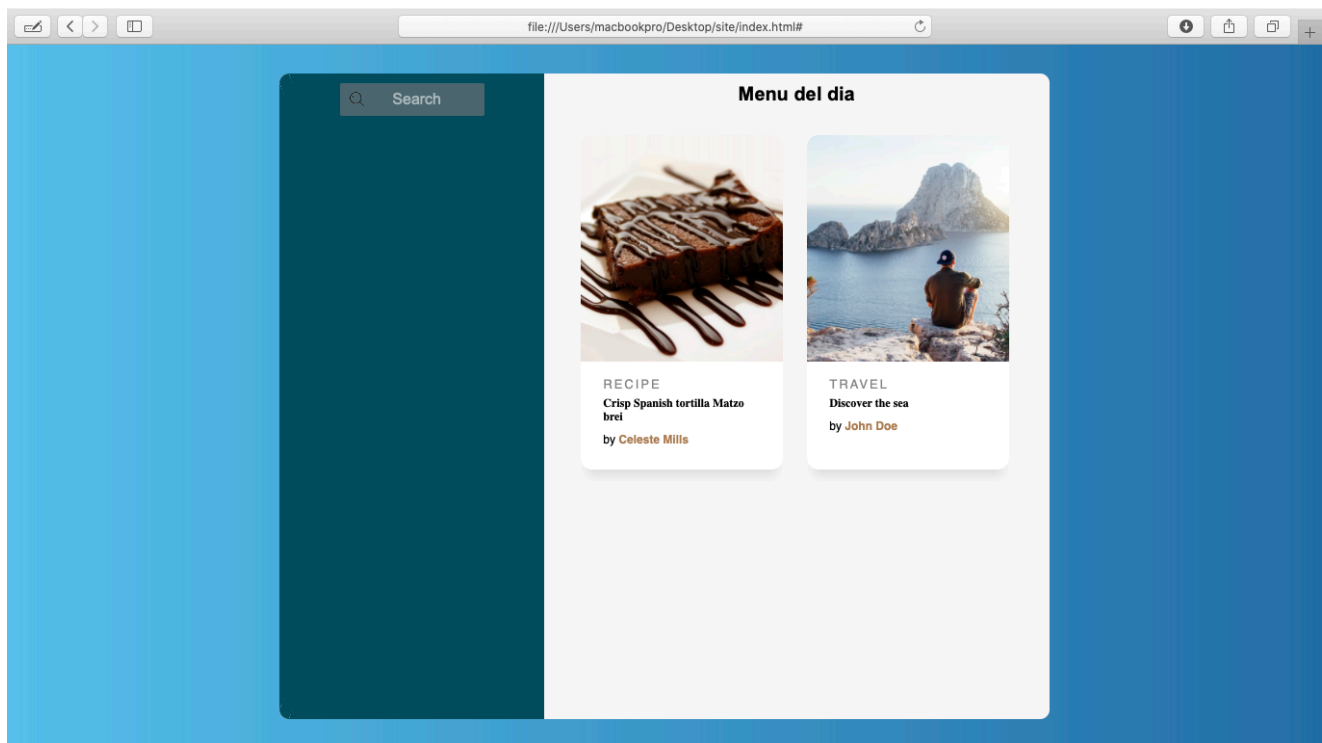 file:///Users/macbookpro/Desktop/site/index.html#
Search
Menu del dia
RECIPE
Crisp Spanish tortilla Matzo
brei
by Celeste Mills
TRAVEL
Discover the sea
by John Doe